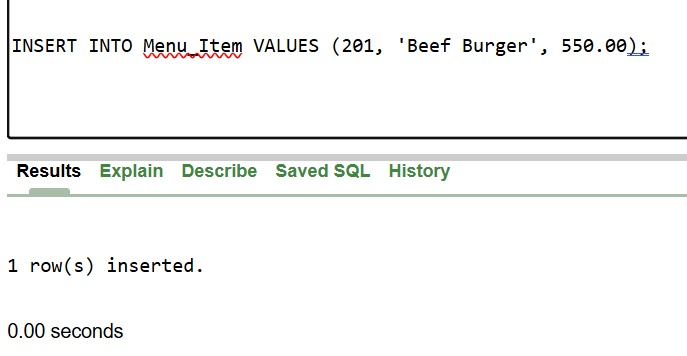 INSERT INTO Menu_Item VALUES (201, 'Beef Burger', 550.00);
Results Explain Describe Saved SQL History
1 row(s) inserted.
0.00 seconds